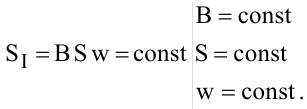 B = const
S_I = B S w = const S = const
w = const.